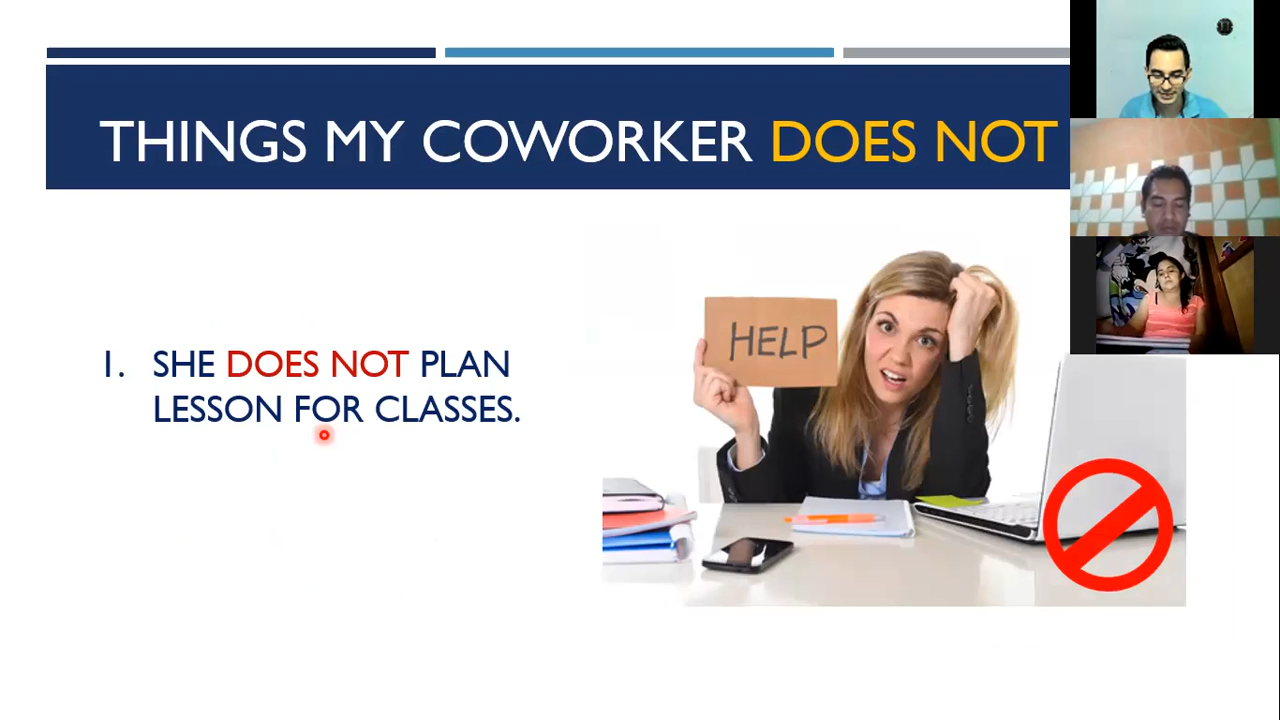 THINGS MY COWORKER DOES NOT
1. SHE DOES NOT PLAN
LESSON FOR CLASSES.
HELP